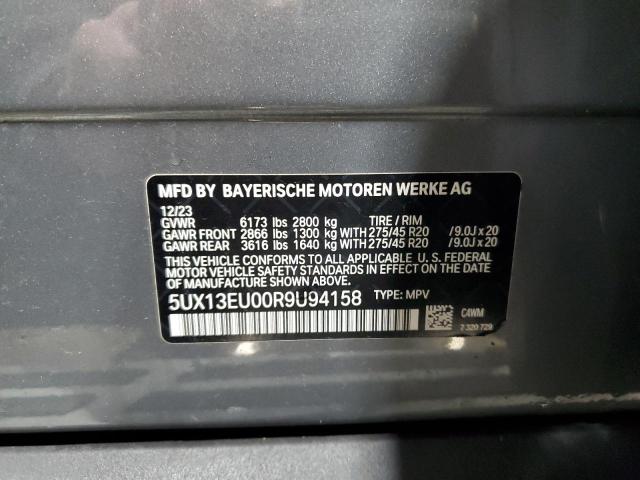 MFD BY BAYERISCHE MOTOREN WERKE AG
12/23
GVWR 6173 lbs 2800 kg TIRE / RIM
GAWR FRONT 2866 lbs 1300 kg WITH 275/45 R20 /9.0J x 20
GAWR REAR 3616 lbs 1640 kg WITH 275/45 R20 /9.0J x 20
THIS VEHICLE CONFORMS TO ALL APPLICABLE U. S. FEDERAL
MOTOR VEHICLE SAFETY STANDARDS IN EFFECT ON THE DATE
OF MANUFACTURE SHOWN ABOVE.
5UX13EU00R9U94158 TYPE: MPV
C4WM
7 320 729